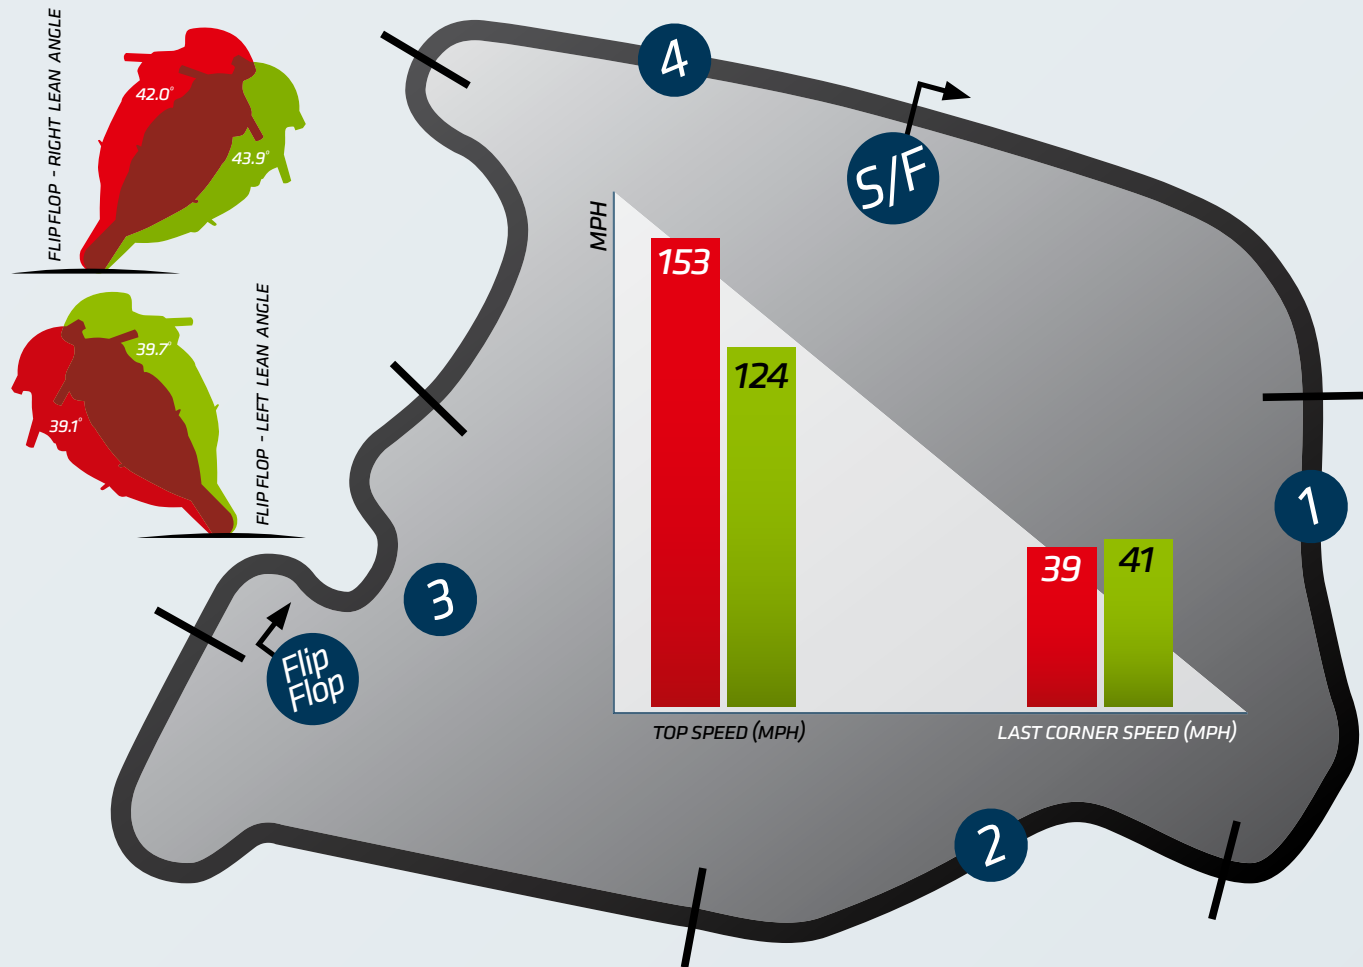 FLIP FLOP - RIGHT LEAN ANGLE
42.0°
43.9°
FLIP FLOP - LEFT LEAN ANGLE
39.7°
39.1°
4
S/F
1
2
3
Flip
Flop
MPH
153
124
39
41
TOP SPEED (MPH)
LAST CORNER SPEED (MPH)